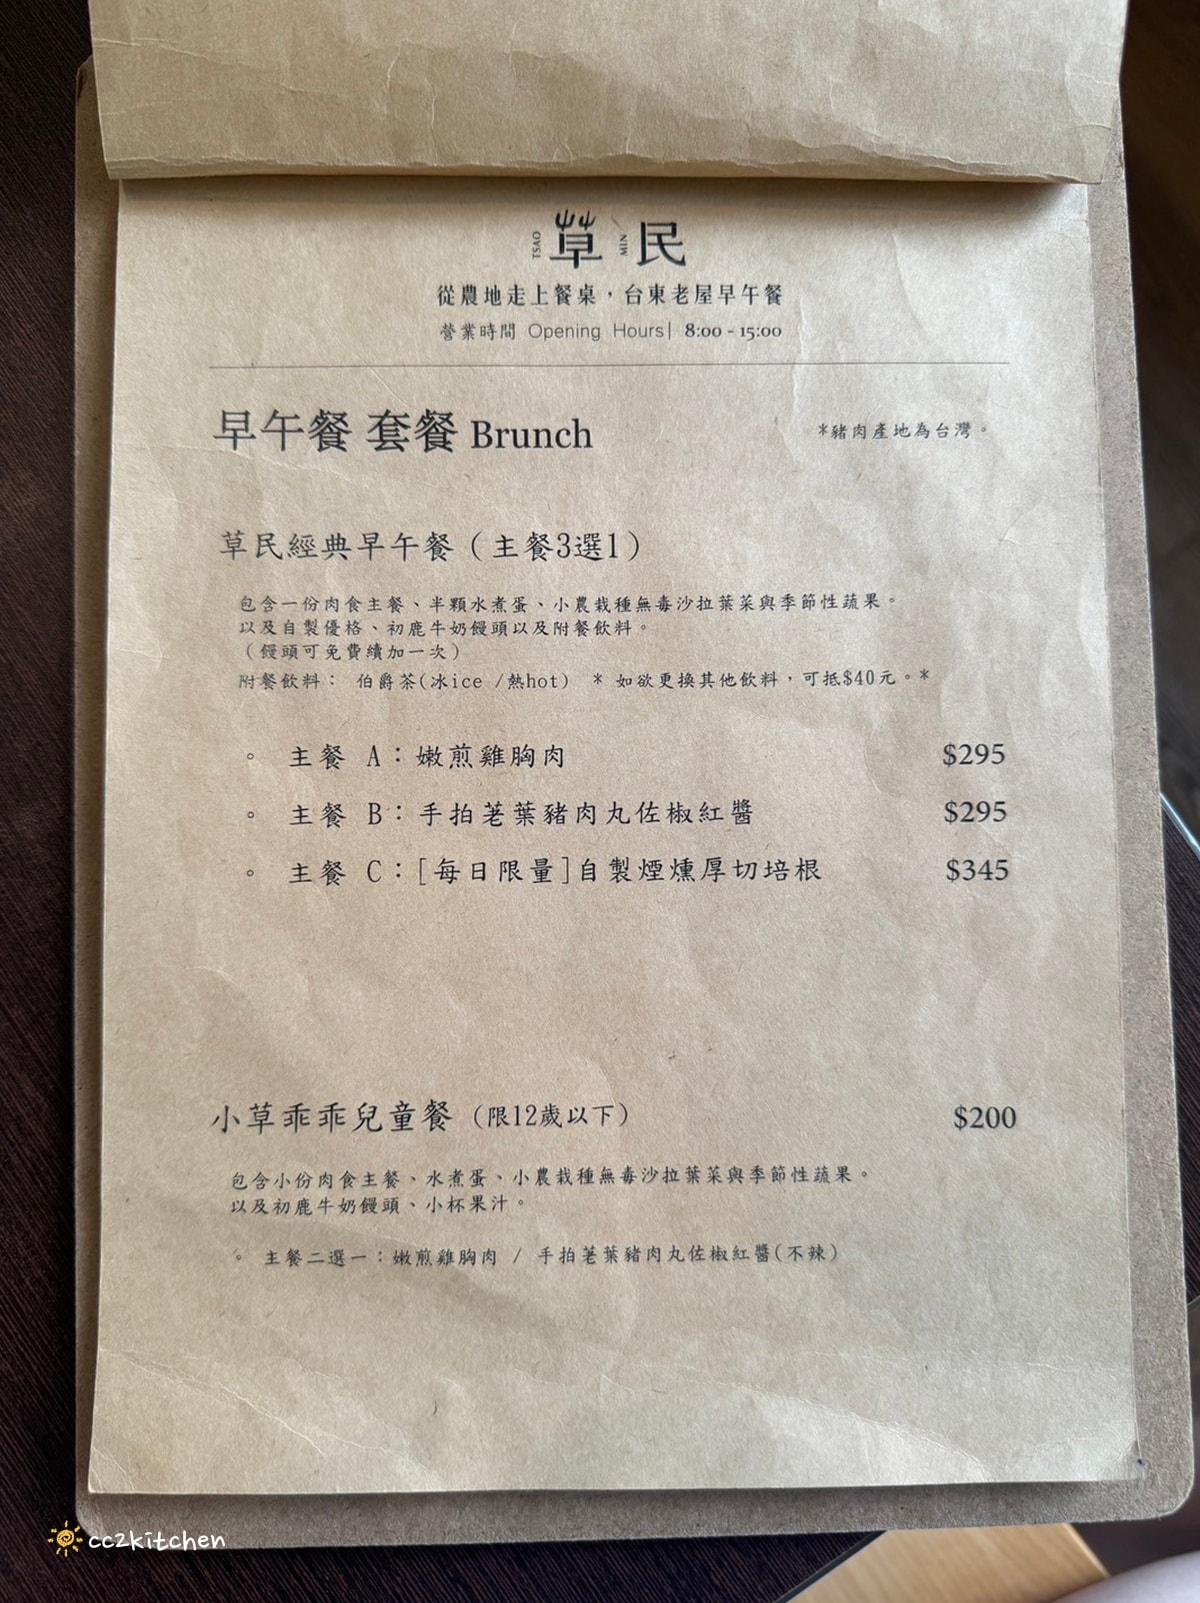 TSAO 草 MIN 民
從農地走上餐桌，台東老屋早午餐
營業時間 Opening Hours| 8:00 - 15:00
早午餐 套餐 Brunch
*豬肉產地為台灣。
草民經典早午餐（主餐3選1）
包含一份肉食主餐、半顆水煮蛋、小農栽種無毒沙拉葉菜與季節性蔬果。
以及自製優格、初鹿牛奶饅頭以及附餐飲料。
（饅頭可免費續加一次）
附餐飲料： 伯爵茶(冰ice /熱hot) * 如欲更換其他飲料，可抵$40元。*
。 主餐 A：嫩煎雞胸肉 $295
。 主餐 B：手拍荖葉豬肉丸佐椒紅醬 $295
。 主餐 C：[每日限量]自製煙燻厚切培根 $345
小草乖乖兒童餐（限12歲以下） $200
包含小份肉食主餐、水煮蛋、小農栽種無毒沙拉葉菜與季節性蔬果。
以及初鹿牛奶饅頭、小杯果汁。
。 主餐二選一：嫩煎雞胸肉 / 手拍荖葉豬肉丸佐椒紅醬(不辣)
cc2kitchen